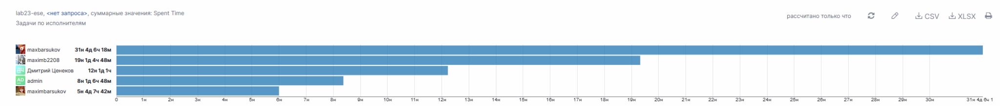 lab23-ese, <нет запроса>, суммарные значения: Spent Time
рассчитано только что CSV XLSX
Задачи по исполнителям
maxbarsukov 31н 4д 6ч 18м
maximb2208 19н 1д 4ч 48м
ДЦ Дмитрий Ценеков 12н 1д 1ч
AD admin 8н 1д 6ч 48м
maximbarsukov 5н 4д 7ч 42м
0 1н 2н 3н 4н 5н 6н 7н 8н 9н 10н 11н 12н 13н 14н 15н 16н 17н 18н 19н 20н 21н 22н 23н 24н 25н 26н 27н 28н 29н 30н 31н 4д 6ч 1